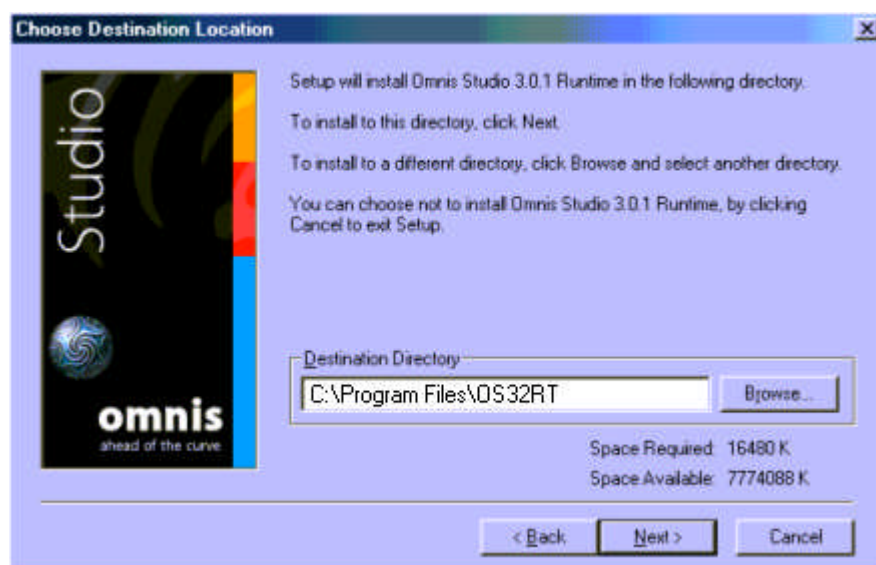 Choose Destination Location
Studio
omnis
ahead of the curve
Setup will install Omnis Studio 3.0.1 Runtime in the following directory.
To install to this directory, click Next.
To install to a different directory, click Browse and select another directory.
You can choose not to install Omnis Studio 3.0.1 Runtime, by clicking
Cancel to exit Setup.
Destination Directory
C:\Program Files\OS32RT
Browse...
Space Required: 16480 K
Space Available: 7774088 K
< Back
Next >
Cancel